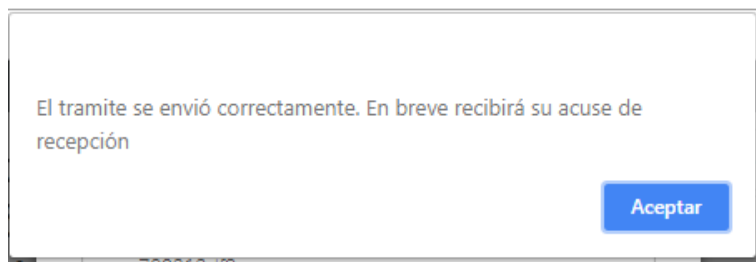 El tramite se envió correctamente. En breve recibirá su acuse de
recepción
Aceptar